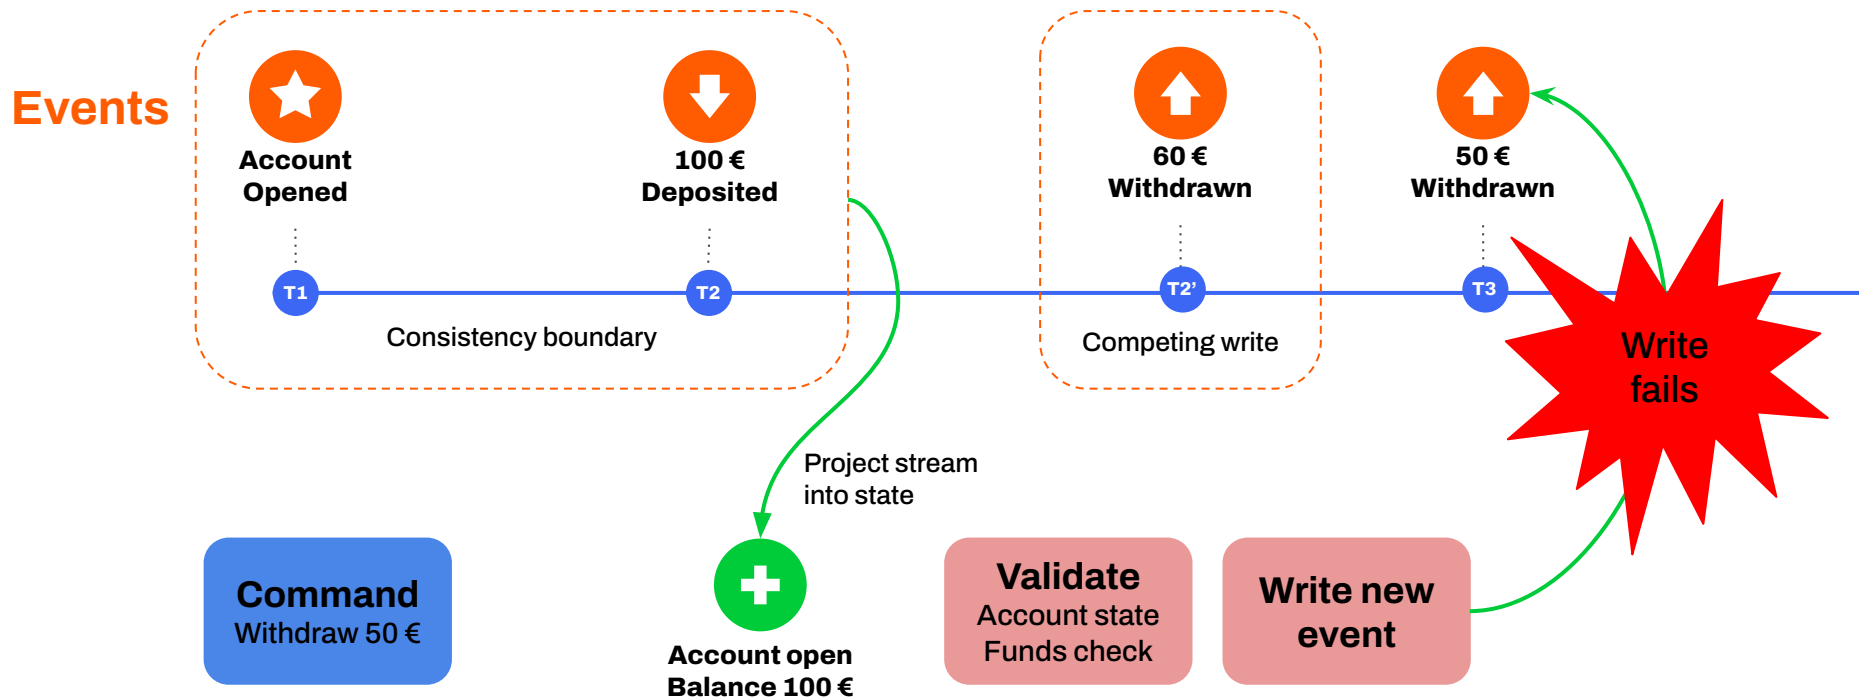 Events
Account
Opened
100 €
Deposited
60 €
Withdrawn
50 €
Withdrawn
T1
T2
T2’
T3
Consistency boundary
Competing write
Write
fails
Project stream
into state
Command
Withdraw 50 €
Account open
Balance 100 €
Validate
Account state
Funds check
Write new
event